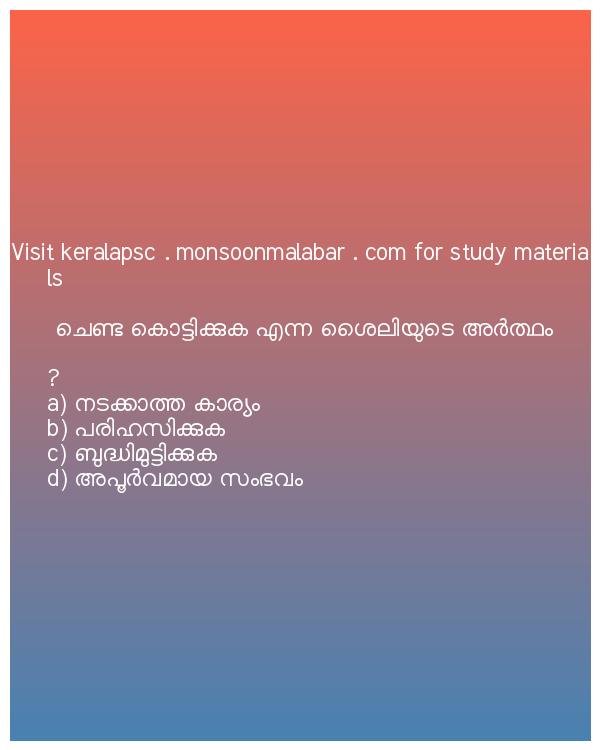 Visit keralapsc . monsoonmalabar . com for study materia
ls
ചെണ്ട കൊട്ടിക്കുക എന്ന ശൈലിയുടെ അർത്ഥം
?
a) നടക്കാത്ത കാര്യം
b) പരിഹസിക്കുക
c) ബുദ്ധിമുട്ടിക്കുക
d) അപൂർവമായ സംഭവം